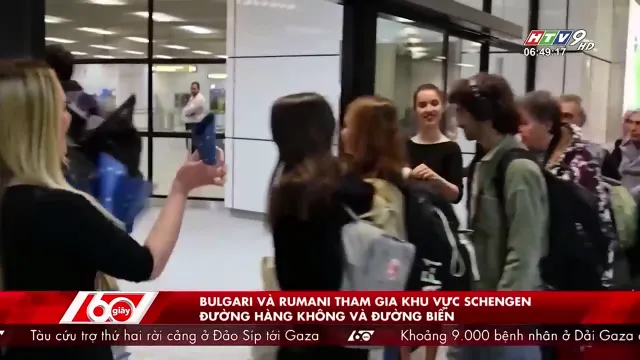 HTV9 HD
06:49:17
60 giây
BULGARI VÀ RUMANI THAM GIA KHU VỰC SCHENGEN
ĐƯỜNG HÀNG KHÔNG VÀ ĐƯỜNG BIỂN
Tàu cứu trợ thứ hai rời cảng ở Đảo Síp tới Gaza
Khoảng 9.000 bệnh nhân ở Dải Gaza